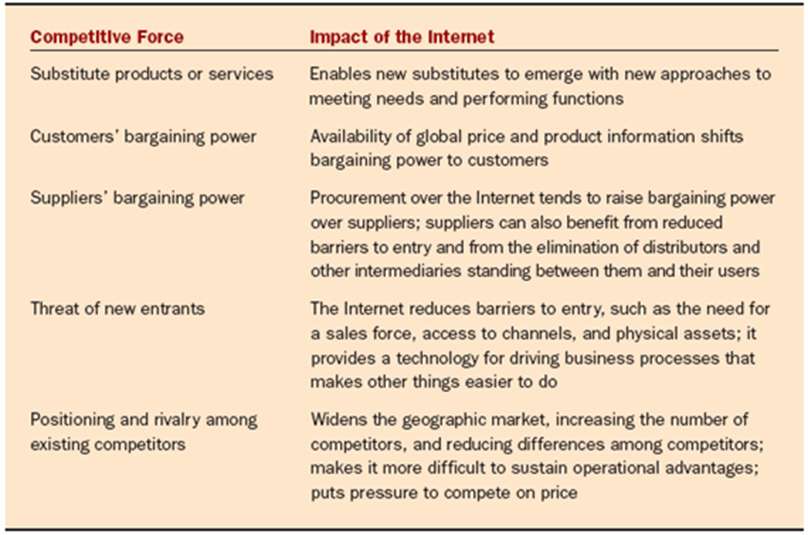 Competitive Force Impact of the Internet
Substitute products or services Enables new substitutes to emerge with new approaches to
meeting needs and performing functions
Customers' bargaining power Availability of global price and product information shifts
bargaining power to customers
Suppliers' bargaining power Procurement over the Internet tends to raise bargaining power
over suppliers; suppliers can also benefit from reduced
barriers to entry and from the elimination of distributors and
other intermediaries standing between them and their users
Threat of new entrants The Internet reduces barriers to entry, such as the need for
a sales force, access to channels, and physical assets; it
provides a technology for driving business processes that
makes other things easier to do
Positioning and rivalry among Widens the geographic market, increasing the number of
existing competitors competitors, and reducing differences among competitors;
makes it more difficult to sustain operational advantages;
puts pressure to compete on price